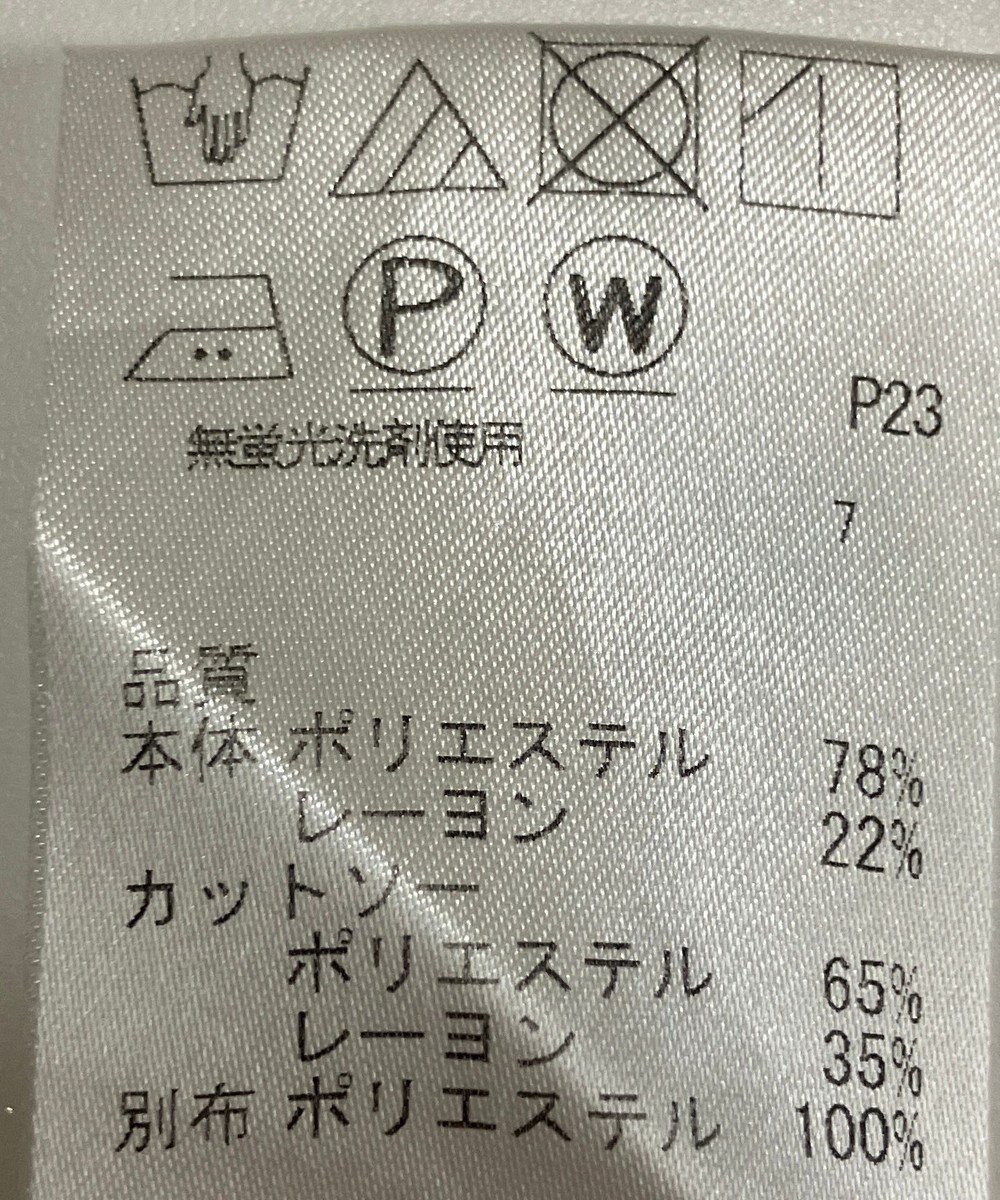 P W
P23
無蛍光洗剤使用
7
品質
本体 ポリエステル 78%
レーヨン 22%
カットソー
ポリエステル 65%
レーヨン 35%
別布 ポリエステル 100%